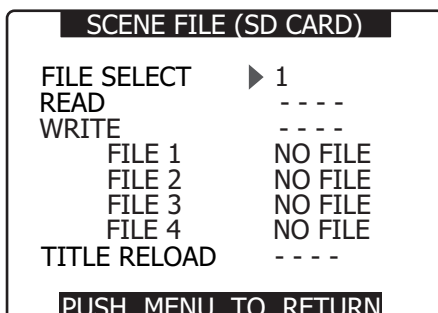 SCENE FILE (SD CARD)
FILE SELECT 1
READ - - - -
WRITE - - - -
FILE 1 NO FILE
FILE 2 NO FILE
FILE 3 NO FILE
FILE 4 NO FILE
TITLE RELOAD - - - -
PUSH MENU TO RETURN